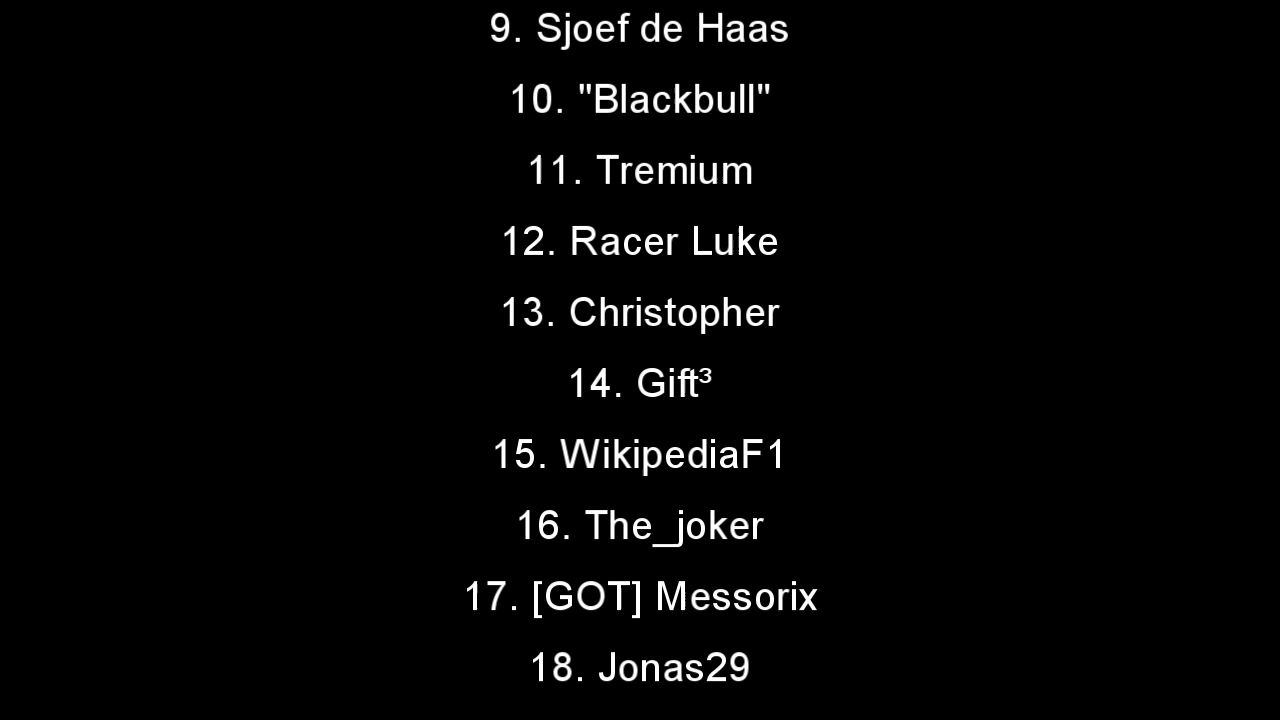 9. Sjoef de Haas
10. "Blackbull"
11. Tremium
12. Racer Luke
13. Christopher
14. Gift³
15. WikipediaF1
16. The_joker
17. [GOT] Messorix
18. Jonas29